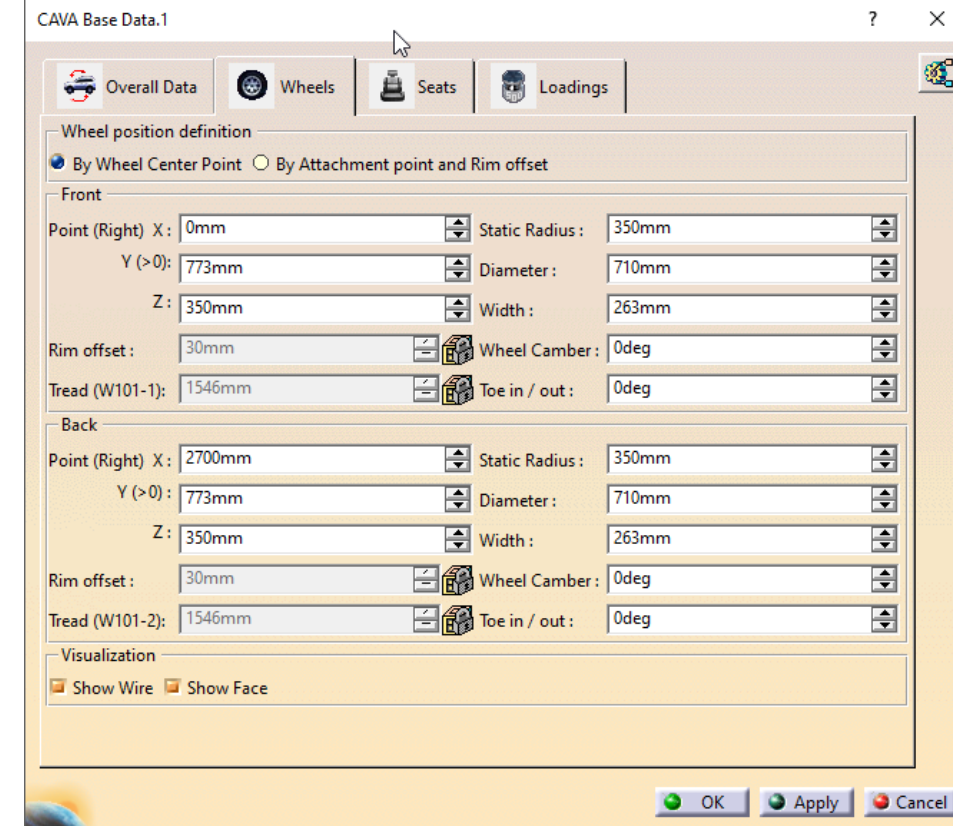 CAVA Base Data.1 ?
Overall Data Wheels Seats Loadings
Wheel position definition
By Wheel Center Point By Attachment point and Rim offset
Front
Point (Right) X : 0mm Static Radius : 350mm
Y (>0): 773mm Diameter : 710mm
Z : 350mm Width : 263mm
Rim offset : 30mm Wheel Camber : 0deg
Tread (W101-1): 1546mm Toe in / out : 0deg
Back
Point (Right) X : 2700mm Static Radius : 350mm
Y (>0) : 773mm Diameter : 710mm
Z : 350mm Width : 263mm
Rim offset : 30mm Wheel Camber : 0deg
Tread (W101-2): 1546mm Toe in / out : 0deg
Visualization
Show Wire Show Face
OK Apply Cancel